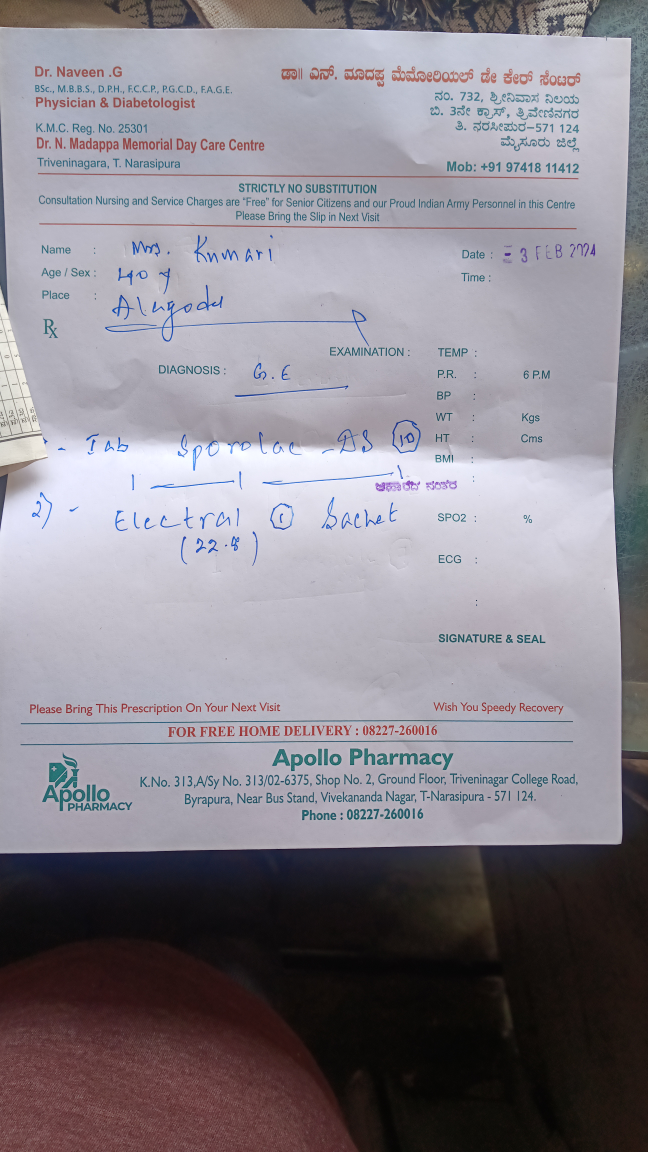 Dr. Naveen .G
BSc., M.B.B.S., D.P.H., F.C.C.P., P.G.C.D., F.A.G.E.
Physician & Diabetologist
K.M.C. Reg. No. 25301
Dr. N. Madappa Memorial Day Care Centre
Triveninagara, T. Narasipura
ಡಾ|| ಎನ್. ಮಾದಪ್ಪ ಮೆಮೋರಿಯಲ್ ಡೇ ಕೇರ್ ಸೆಂಟರ್
ನಂ. 732, ಶ್ರೀನಿವಾಸ ನಿಲಯ
ಬಿ. 3ನೇ ಕ್ರಾಸ್, ತ್ರಿವೇಣಿನಗರ
ತಿ. ನರಸೀಪುರ-571 124
ಮೈಸೂರು ಜಿಲ್ಲೆ
Mob: +91 97418 11412
STRICTLY NO SUBSTITUTION
Consultation Nursing and Service Charges are "Free" for Senior Citizens and our Proud Indian Army Personnel in this Centre
Please Bring the Slip in Next Visit
Name : Mrs. Kumari
Date : - 3 FEB 2024
Age / Sex : 40 y
Time :
Place :
Rx
EXAMINATION :
DIAGNOSIS : G.E
TEMP :
P.R. : 6 P.M
BP :
WT : Kgs
HT : Cms
BMI :
:
- Tab Sporolac - DS 10
1 — 1 — 1
ಆಹಾರದ ನಂತರ
2) - Electral 1 Sachet
(22.8)
SPO2 : %
ECG :
:
SIGNATURE & SEAL
Please Bring This Prescription On Your Next Visit
Wish You Speedy Recovery
FOR FREE HOME DELIVERY : 08227-260016
Apollo PHARMACY
Apollo Pharmacy
K.No. 313,A/Sy No. 313/02-6375, Shop No. 2, Ground Floor, Triveninagar College Road,
Byrapura, Near Bus Stand, Vivekananda Nagar, T-Narasipura - 571 124.
Phone : 08227-260016